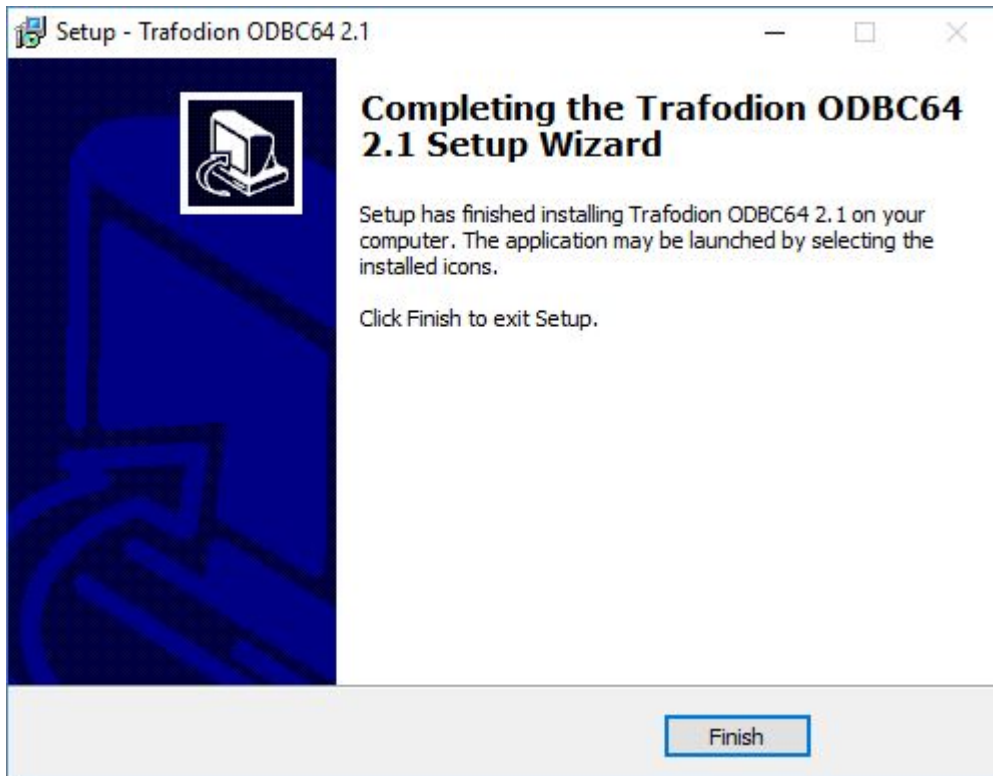 Setup - Trafodion ODBC64 2.1
Completing the Trafodion ODBC64
2.1 Setup Wizard
Setup has finished installing Trafodion ODBC64 2.1 on your
computer. The application may be launched by selecting the
installed icons.
Click Finish to exit Setup.
Finish